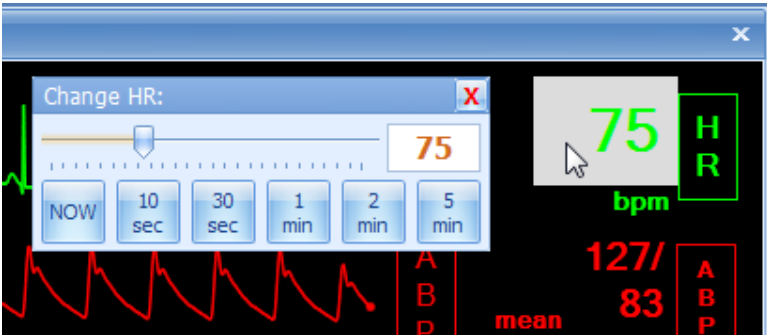 x
Change HR:
X
75
NOW
10
sec
30
sec
1
min
2
min
5
min
75
H
R
bpm
A
B
P
127/
83
mean
A
B
P